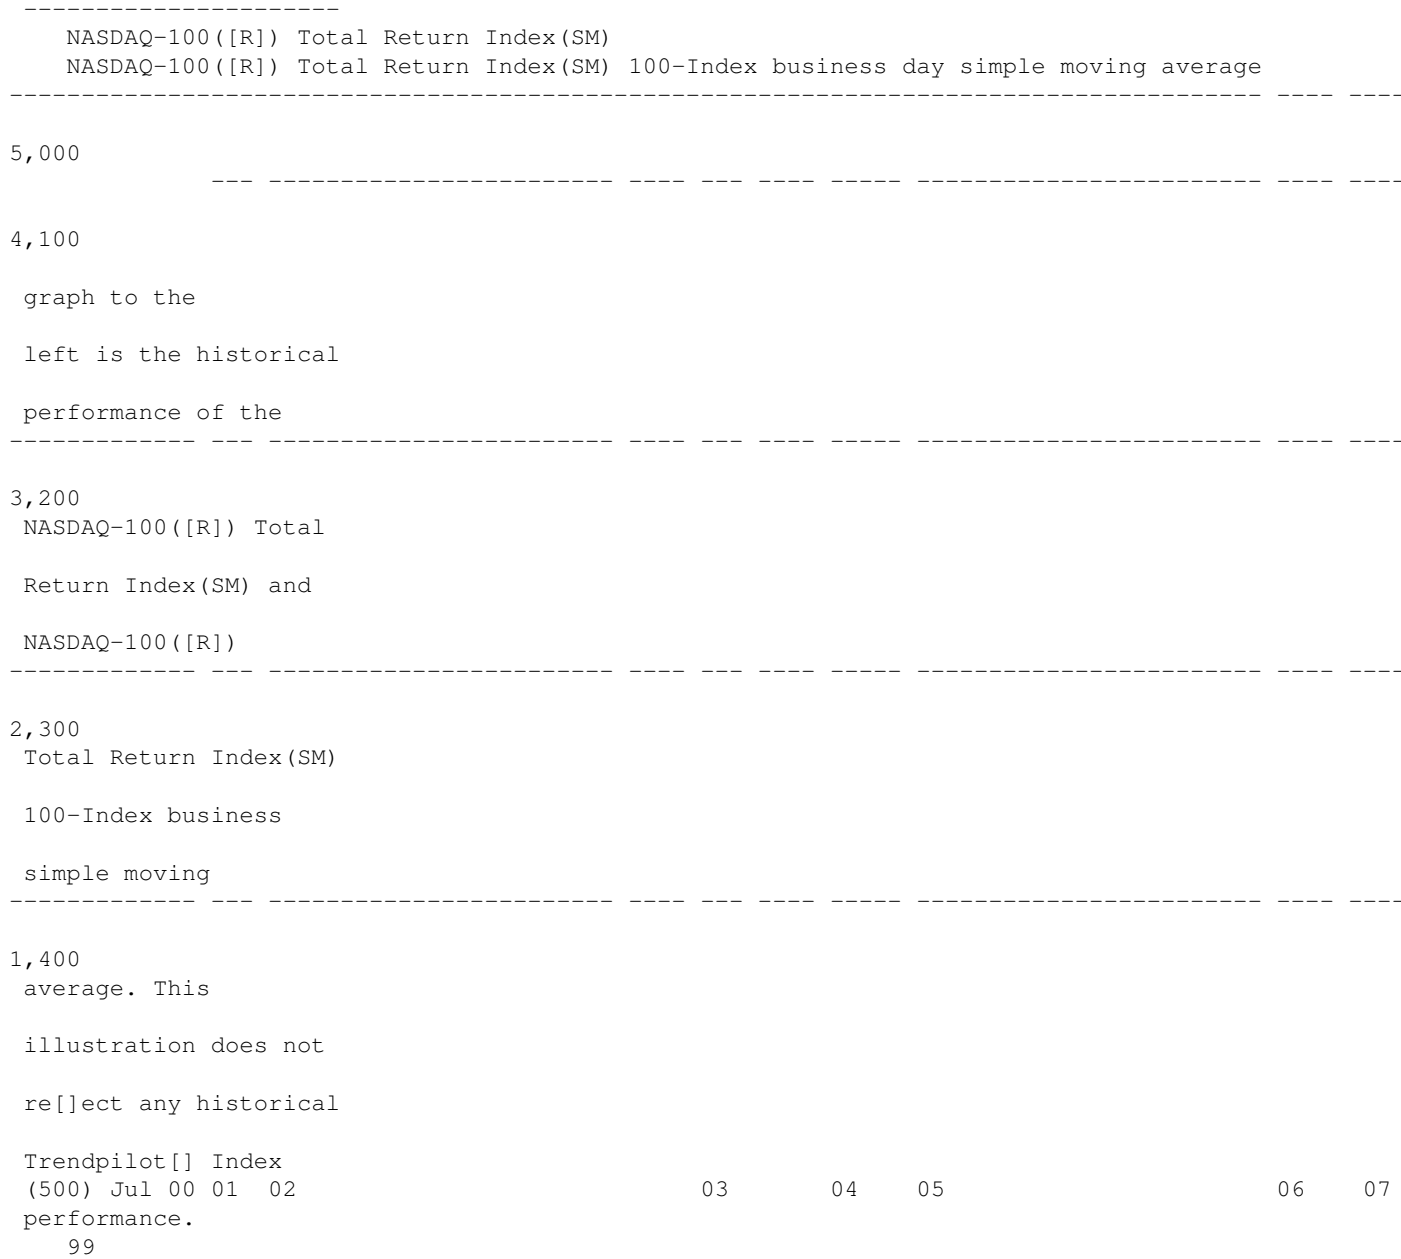 ----------------------
NASDAQ-100([R]) Total Return Index(SM)
NASDAQ-100([R]) Total Return Index(SM) 100-Index business day simple moving average
--------------------------------------------------------------------------------------- ---- ----
5,000
--- ------------------------ ---- --- ---- ----- ------------------------ ---- ----
4,100
graph to the
left is the historical
performance of the
------------- --- ------------------------ ---- --- ---- ----- ------------------------ ---- ----
3,200
NASDAQ-100([R]) Total
Return Index(SM) and
NASDAQ-100([R])
------------- --- ------------------------ ---- --- ---- ----- ------------------------ ---- ----
2,300
Total Return Index(SM)
100-Index business
simple moving
------------- --- ------------------------ ---- --- ---- ----- ------------------------ ---- ----
1,400
average. This
illustration does not
re[]ect any historical
Trendpilot[] Index
(500) Jul 00 01 02 03 04 05 06 07
performance.
99